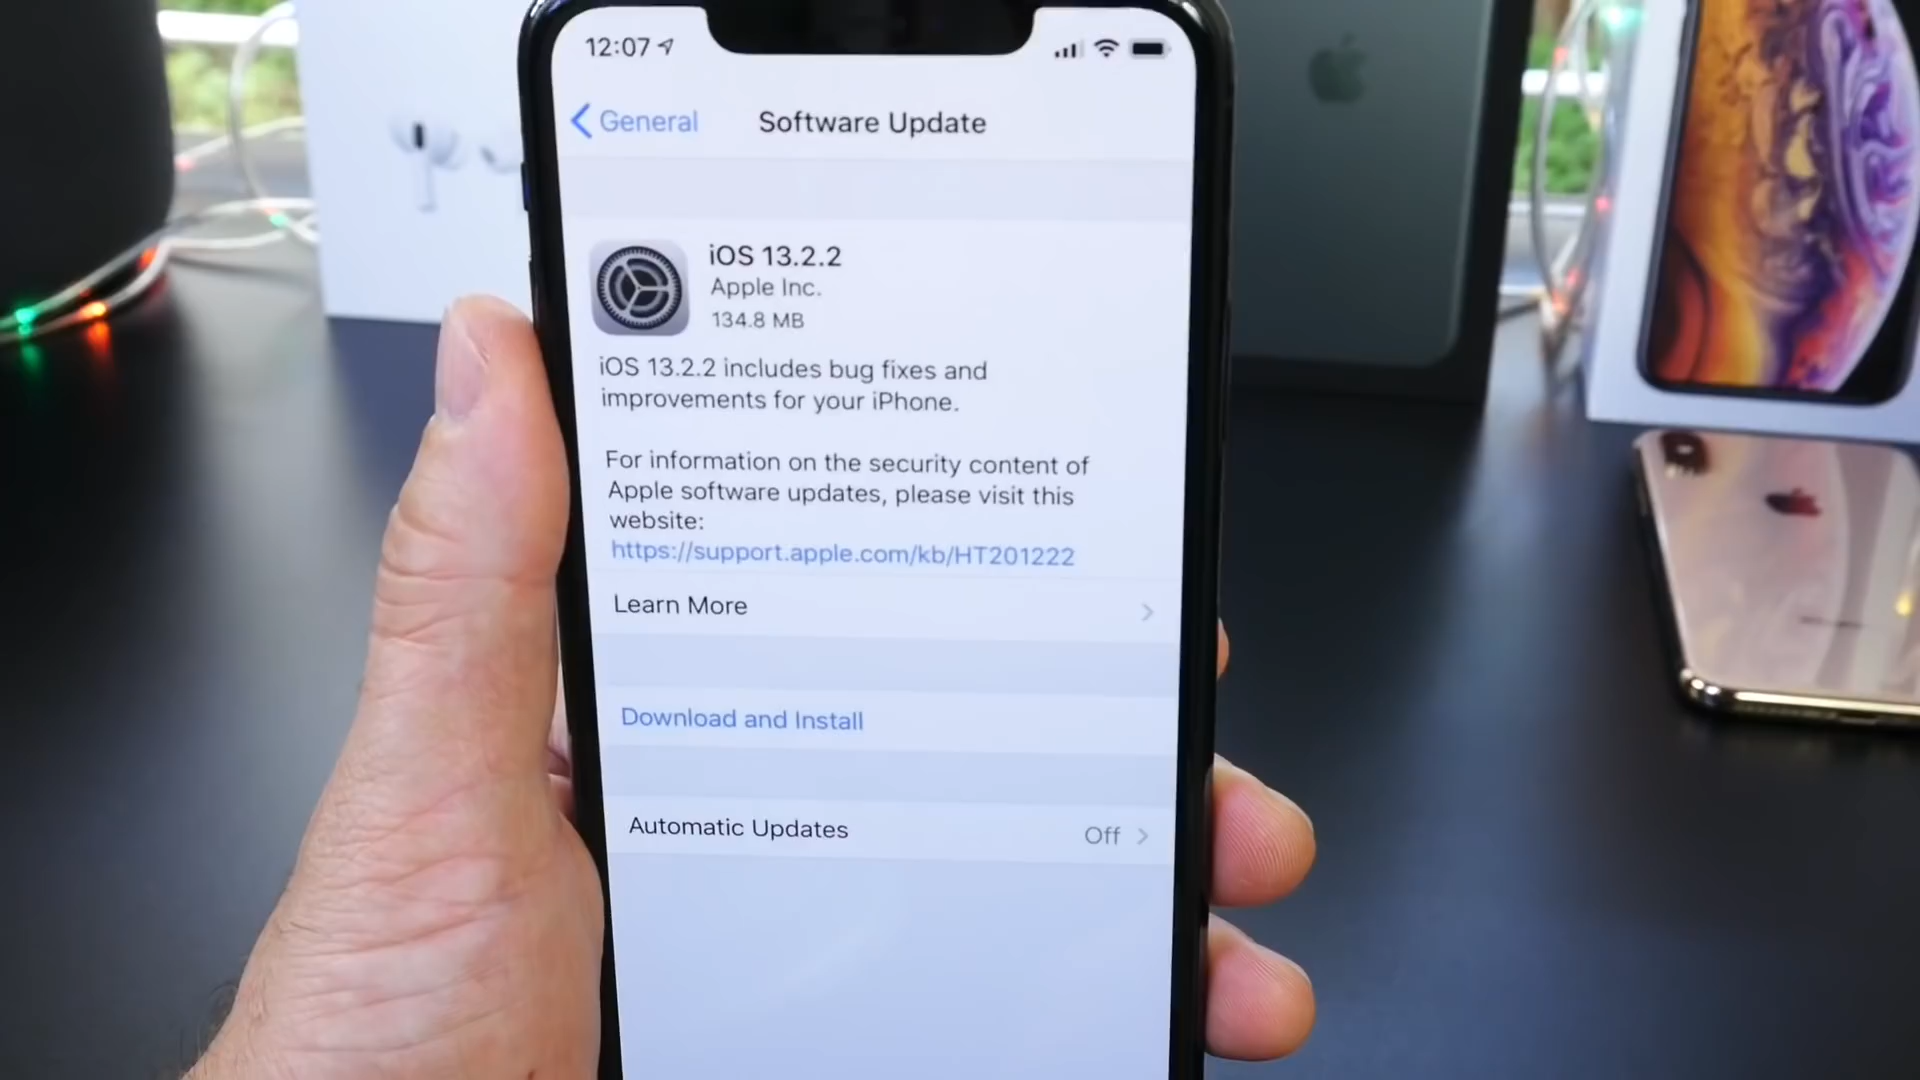 12:07
General
Software Update
iOS 13.2.2
Apple Inc.
134.8 MB
iOS 13.2.2 includes bug fixes and
improvements for your iPhone.
For information on the security content of
Apple software updates, please visit this
website:
https://support.apple.com/kb/HT201222
Learn More
Download and Install
Automatic Updates
Off